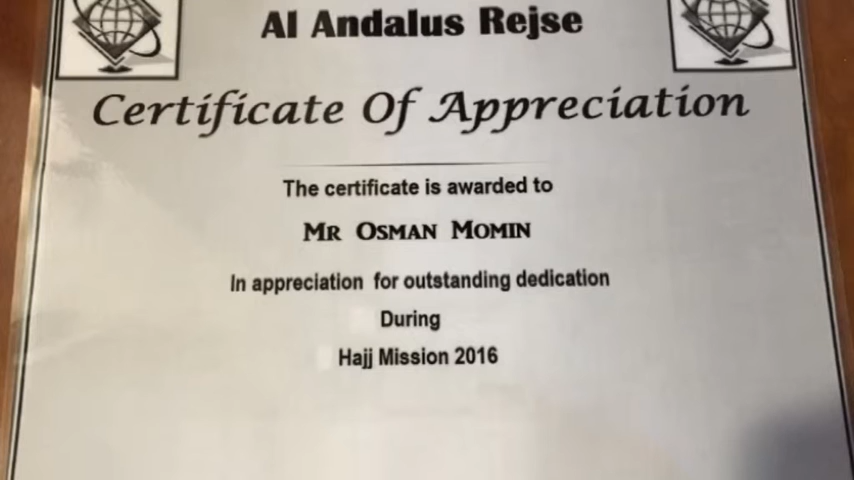 Al Andalus Rejse
Certificate Of Appreciation
The certificate is awarded to
MR OSMAN MOMIN
In appreciation for outstanding dedication
During
Hajj Mission 2016